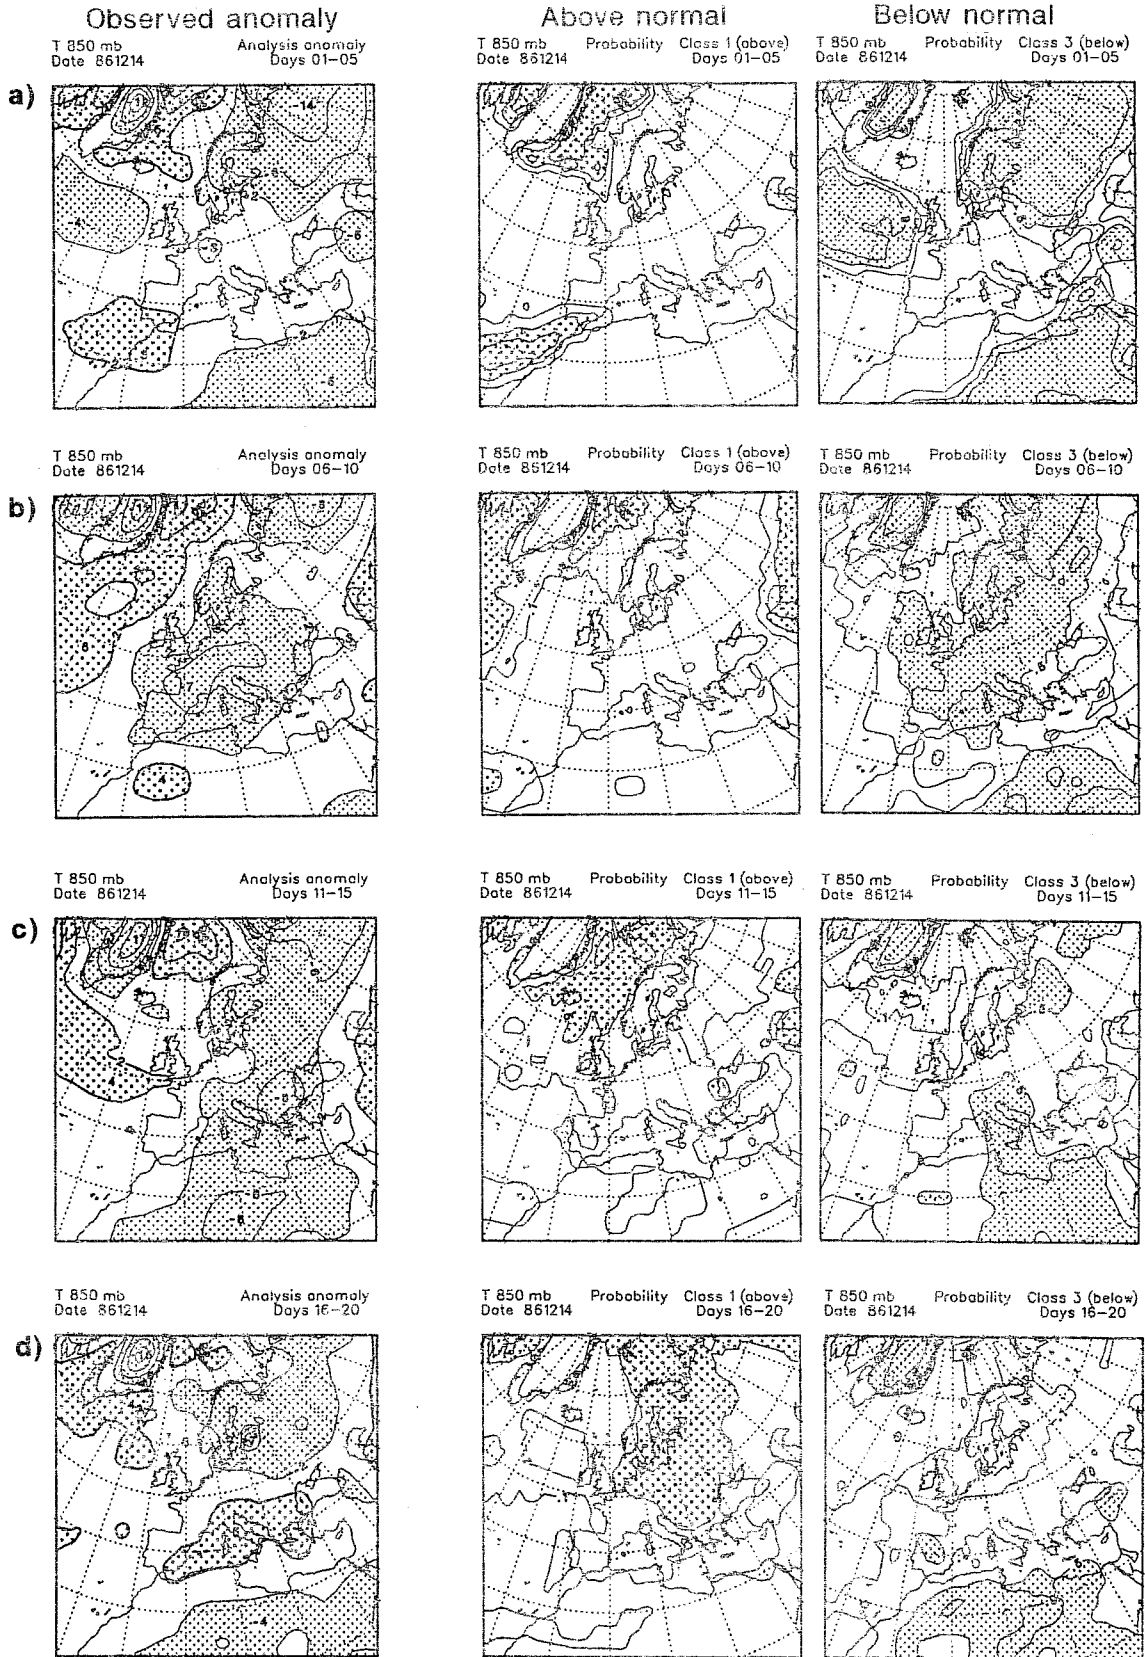 Observed anomaly
Above normal
Below normal
T 850 mb Analysis anomaly
Date 861214 Days 01-05
T 850 mb Probability Class 1 (above)
Date 861214 Days 01-05
T 850 mb Probability Class 3 (below)
Date 861214 Days 01-05
a)
T 850 mb Analysis anomaly
Date 861214 Days 06-10
T 850 mb Probability Class 1 (above)
Date 861214 Days 06-10
T 850 mb Probability Class 3 (below)
Date 861214 Days 06-10
b)
T 850 mb Analysis anomaly
Date 861214 Days 11-15
T 850 mb Probability Class 1 (above)
Date 861214 Days 11-15
T 850 mb Probability Class 3 (below)
Date 861214 Days 11-15
c)
T 850 mb Analysis anomaly
Date 861214 Days 16-20
T 850 mb Probability Class 1 (above)
Date 861214 Days 16-20
T 850 mb Probability Class 3 (below)
Date 861214 Days 16-20
d)